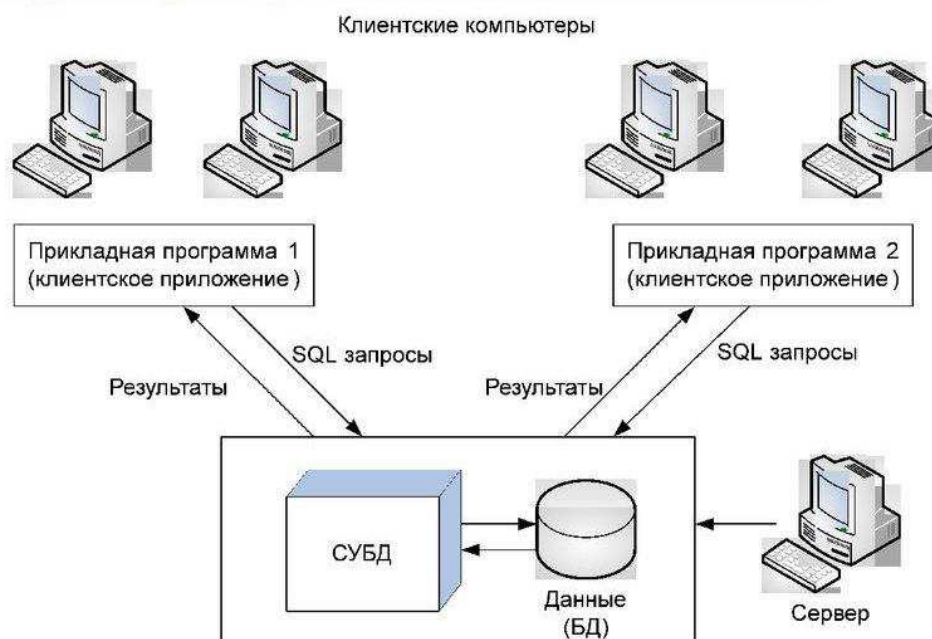 Клиентские компьютеры
Прикладная программа 1
(клиентское приложение)
Прикладная программа 2
(клиентское приложение)
SQL запросы
Результаты
SQL запросы
Результаты
СУБД
Данные
(БД)
Сервер